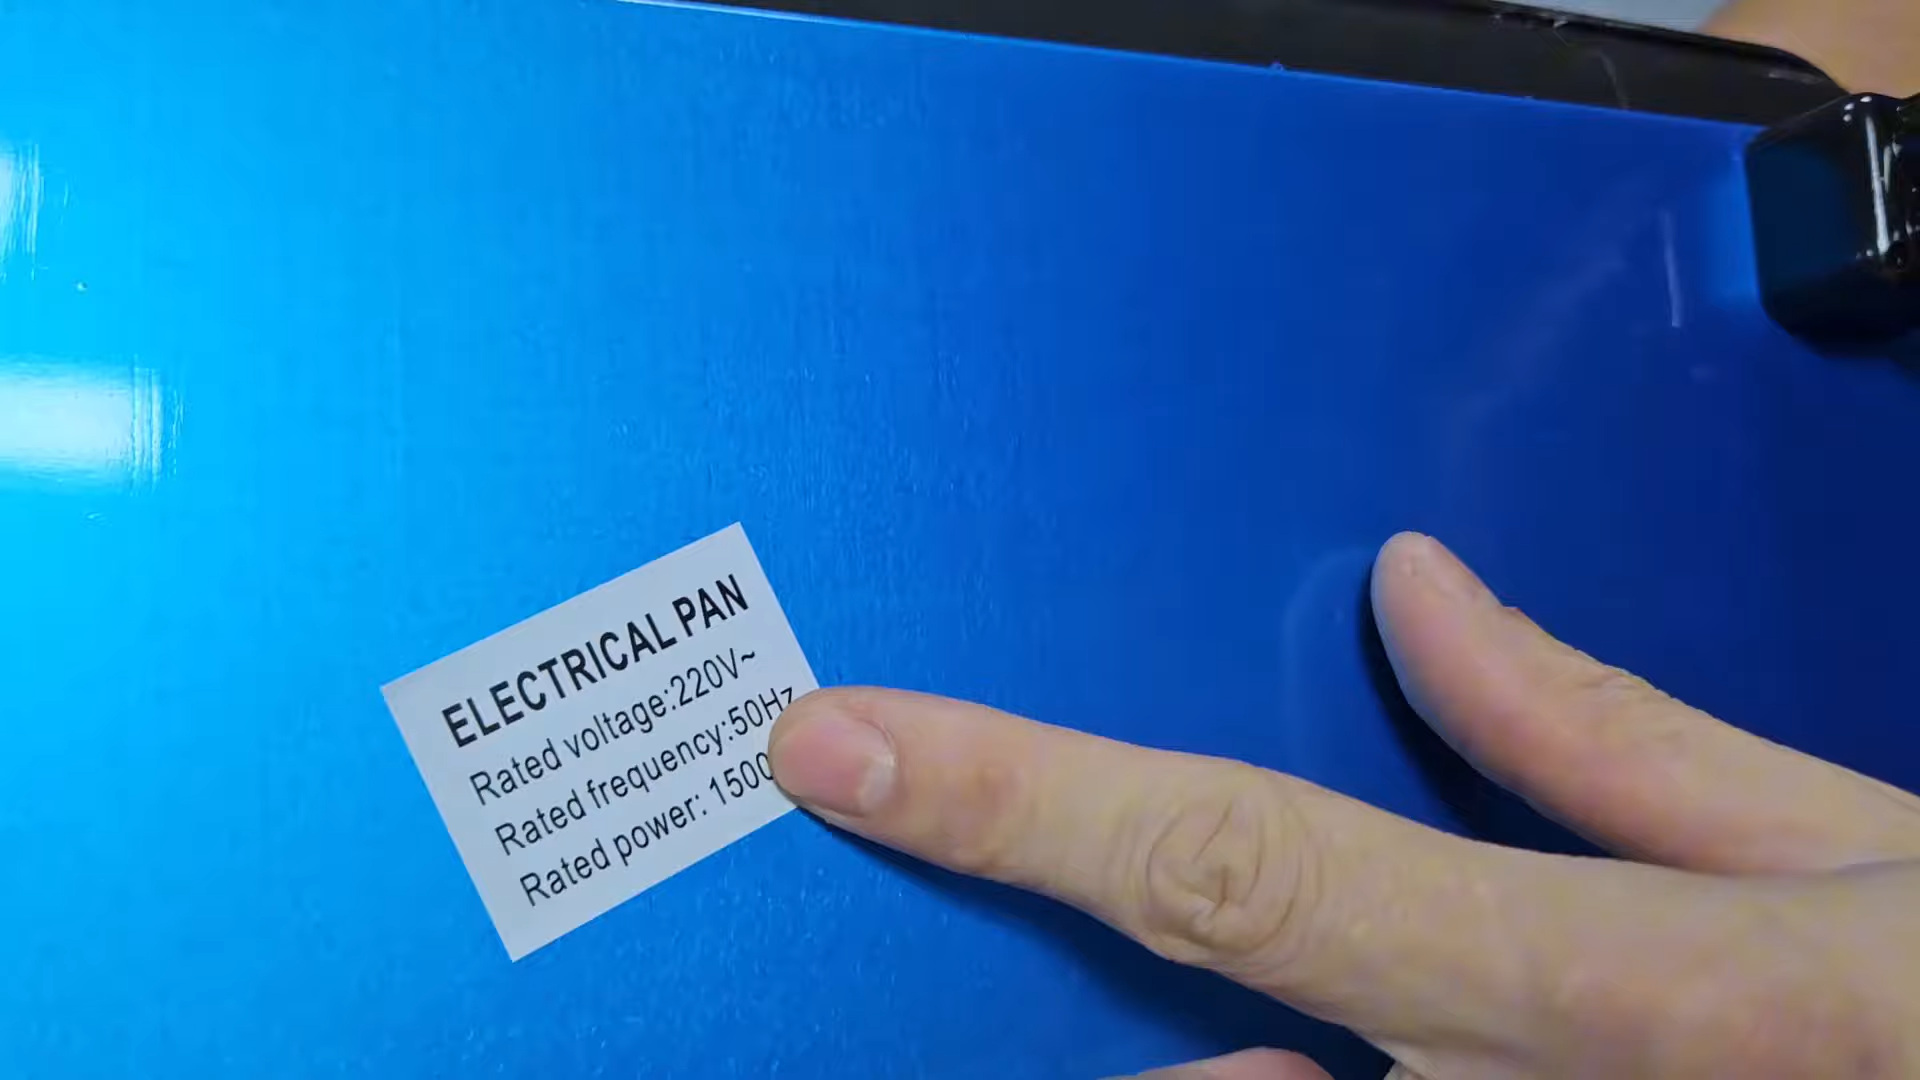 ELECTRICAL PAN
Rated voltage:220V~
Rated frequency:50Hz
Rated power: 1500